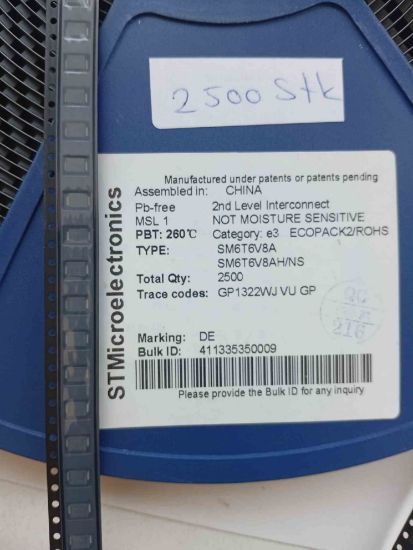 2500 Stk
Manufactured under patents or patents pending
Assembled in: CHINA
Pb-free 2nd Level Interconnect
MSL 1 NOT MOISTURE SENSITIVE
PBT: 260℃ Category: e3 ECOPACK2/ROHS
TYPE: SM6T6V8A
SM6T6V8AH/NS
Total Qty: 2500
Trace codes: GP1322WJ VU GP
QC
216
Marking: DE
Bulk ID: 411335350009
Please provide the Bulk ID for any inquiry
STMicroelectronics